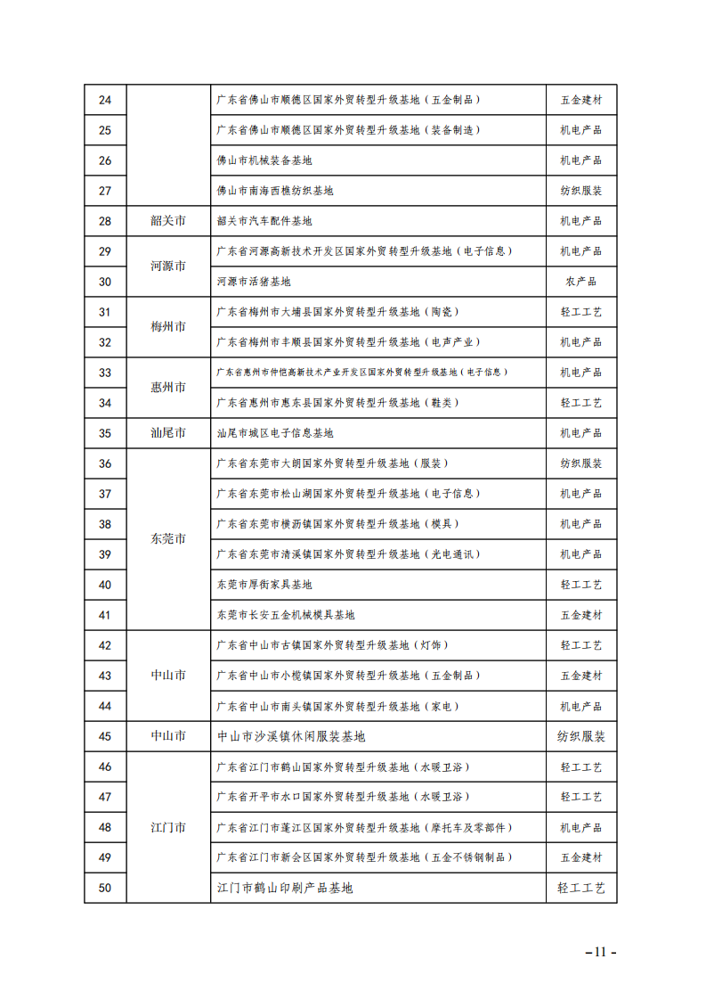 24 广东省佛山市顺德区国家外贸转型升级基地（五金制品） 五金建材
25 广东省佛山市顺德区国家外贸转型升级基地（装备制造） 机电产品
26 佛山市机械装备基地 机电产品
27 佛山市南海西樵纺织基地 纺织服装
28 韶关市 韶关市汽车配件基地 机电产品
29 河源市 广东省河源高新技术开发区国家外贸转型升级基地（电子信息） 机电产品
30 河源市活猪基地 农产品
31 梅州市 广东省梅州市大埔县国家外贸转型升级基地（陶瓷） 轻工工艺
32 广东省梅州市丰顺县国家外贸转型升级基地（电声产业） 机电产品
33 惠州市 广东省惠州市仲恺高新技术产业开发区国家外贸转型升级基地（电子信息） 机电产品
34 广东省惠州市惠东县国家外贸转型升级基地（鞋类） 轻工工艺
35 汕尾市 汕尾市城区电子信息基地 机电产品
36 东莞市 广东省东莞市大朗国家外贸转型升级基地（服装） 纺织服装
37 广东省东莞市松山湖国家外贸转型升级基地（电子信息） 机电产品
38 广东省东莞市横沥镇国家外贸转型升级基地（模具） 机电产品
39 广东省东莞市清溪镇国家外贸转型升级基地（光电通讯） 机电产品
40 东莞市厚街家具基地 轻工工艺
41 东莞市长安五金机械模具基地 五金建材
42 中山市 广东省中山市古镇国家外贸转型升级基地（灯饰） 轻工工艺
43 广东省中山市小榄镇国家外贸转型升级基地（五金制品） 五金建材
44 广东省中山市南头镇国家外贸转型升级基地（家电） 机电产品
45 中山市 中山市沙溪镇休闲服装基地 纺织服装
46 江门市 广东省江门市鹤山国家外贸转型升级基地（水暖卫浴） 轻工工艺
47 广东省开平市水口国家外贸转型升级基地（水暖卫浴） 轻工工艺
48 广东省江门市蓬江区国家外贸转型升级基地（摩托车及零部件） 机电产品
49 广东省江门市新会区国家外贸转型升级基地（五金不锈钢制品） 五金建材
50 江门市鹤山印刷产品基地 轻工工艺
-11 -